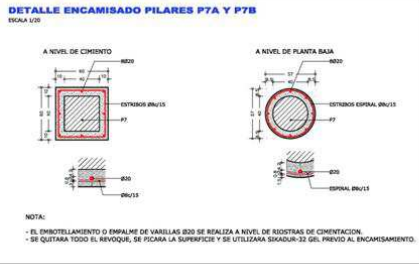 DETALLE ENCAMISADO PILARES P7A Y P7B
ESCALA 1/20
A NIVEL DE CIMIENTO
A NIVEL DE PLANTA BAJA
8Ø20
ESTRIBOS Ø8c/15
P7
Ø20
Ø8c/15
8Ø20
ESTRIBOS ESPIRAL Ø8c/15
P7
Ø20
ESPIRAL Ø8c/15
NOTA:
- EL EMBOTELLAMIENTO O EMPALME DE VARILLAS Ø20 SE REALIZA A NIVEL DE RIOSTRAS DE CIMENTACION.
- SE QUITARA TODO EL REVOQUE, SE PICARA LA SUPERFICIE Y SE UTILIZARA SIKADUR-32 GEL PREVIO AL ENCAMISAMIENTO.